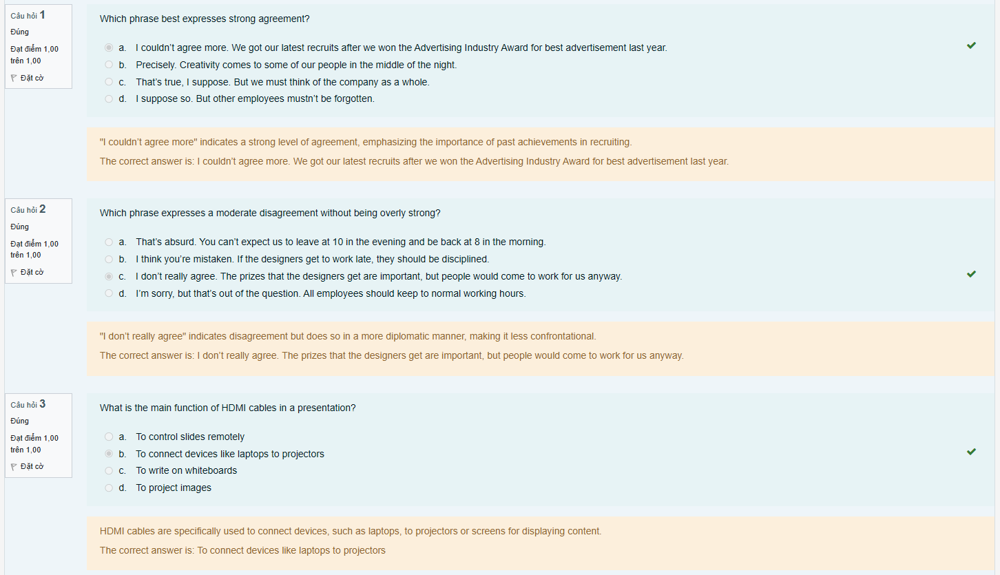 Câu hỏi 1
Đúng
Đạt điểm 1,00
trên 1,00
Đặt cờ
Which phrase best expresses strong agreement?
a. I couldn’t agree more. We got our latest recruits after we won the Advertising Industry Award for best advertisement last year.
b. Precisely. Creativity comes to some of our people in the middle of the night.
c. That’s true, I suppose. But we must think of the company as a whole.
d. I suppose so. But other employees mustn’t be forgotten.
"I couldn’t agree more" indicates a strong level of agreement, emphasizing the importance of past achievements in recruiting.
The correct answer is: I couldn’t agree more. We got our latest recruits after we won the Advertising Industry Award for best advertisement last year.
Câu hỏi 2
Đúng
Đạt điểm 1,00
trên 1,00
Đặt cờ
Which phrase expresses a moderate disagreement without being overly strong?
a. That’s absurd. You can’t expect us to leave at 10 in the evening and be back at 8 in the morning.
b. I think you’re mistaken. If the designers get to work late, they should be disciplined.
c. I don’t really agree. The prizes that the designers get are important, but people would come to work for us anyway.
d. I’m sorry, but that’s out of the question. All employees should keep to normal working hours.
"I don’t really agree" indicates disagreement but does so in a more diplomatic manner, making it less confrontational.
The correct answer is: I don’t really agree. The prizes that the designers get are important, but people would come to work for us anyway.
Câu hỏi 3
Đúng
Đạt điểm 1,00
trên 1,00
Đặt cờ
What is the main function of HDMI cables in a presentation?
a. To control slides remotely
b. To connect devices like laptops to projectors
c. To write on whiteboards
d. To project images
HDMI cables are specifically used to connect devices, such as laptops, to projectors or screens for displaying content.
The correct answer is: To connect devices like laptops to projectors